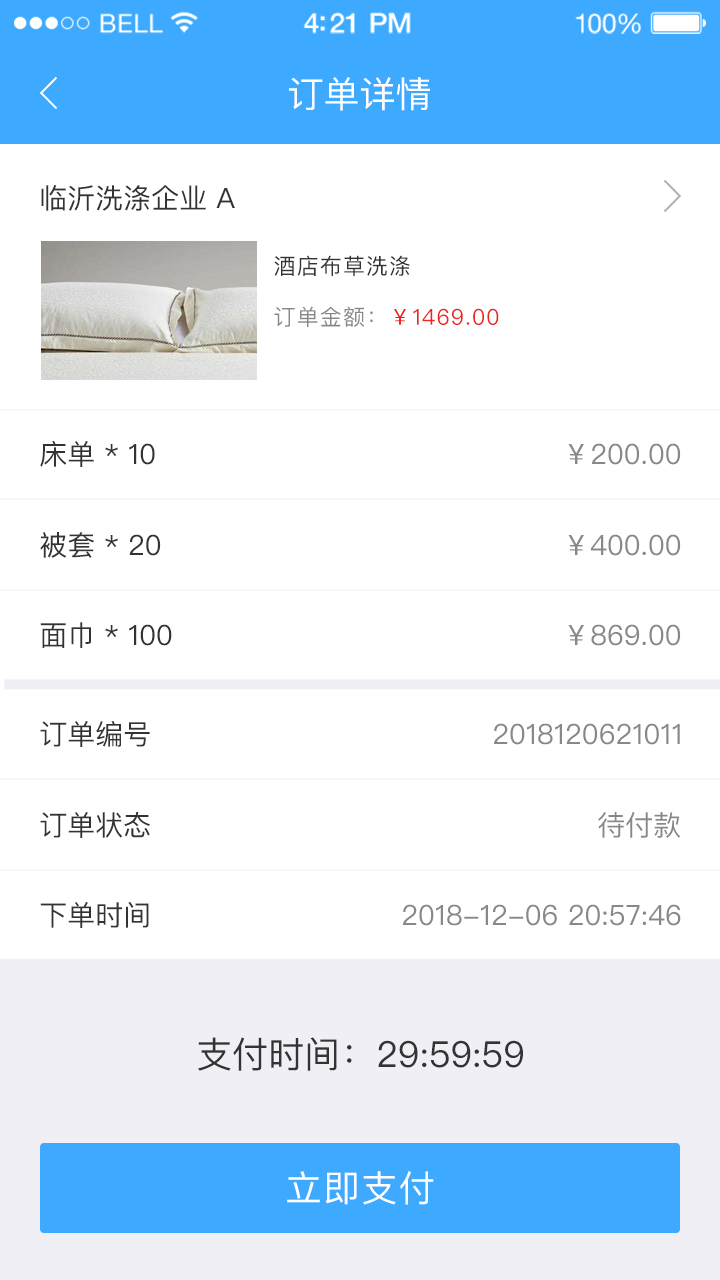 BELL 4:21 PM 100%
订单详情
临沂洗涤企业 A
酒店布草洗涤
订单金额： ￥1469.00
床单 * 10 ￥200.00
被套 * 20 ￥400.00
面巾 * 100 ￥869.00
订单编号 2018120621011
订单状态 待付款
下单时间 2018-12-06 20:57:46
支付时间：29:59:59
立即支付